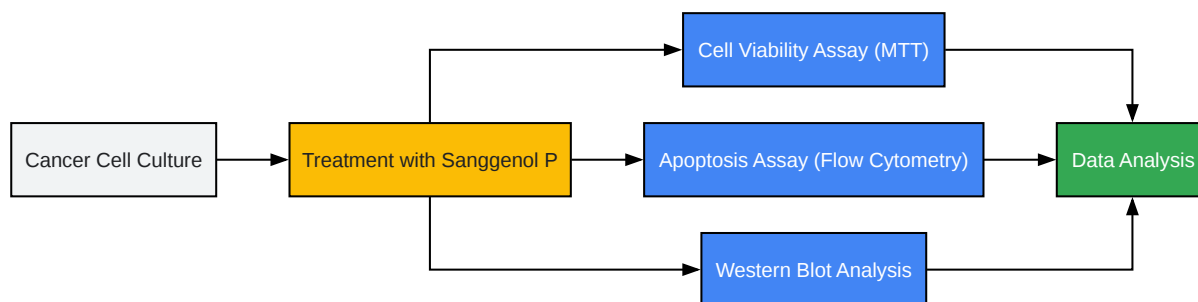 Cell Viability Assay (MTT)
Cancer Cell Culture
Treatment with Sanggenol P
Apoptosis Assay (Flow Cytometry)
Data Analysis
Western Blot Analysis